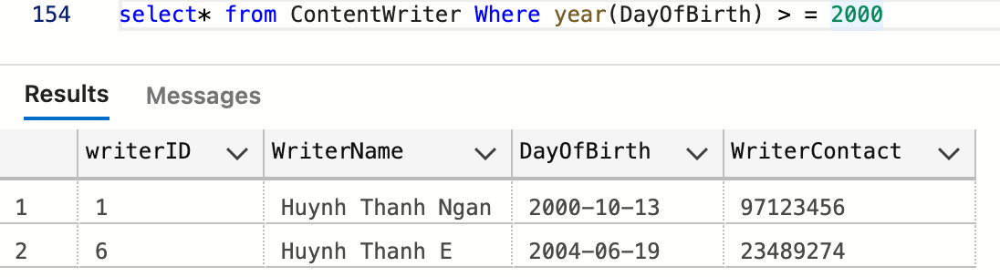 154 select* from ContentWriter Where year(DayOfBirth) > = 2000
Results Messages
writerID WriterName DayOfBirth WriterContact
1 1 Huynh Thanh Ngan 2000-10-13 97123456
2 6 Huynh Thanh E 2004-06-19 23489274